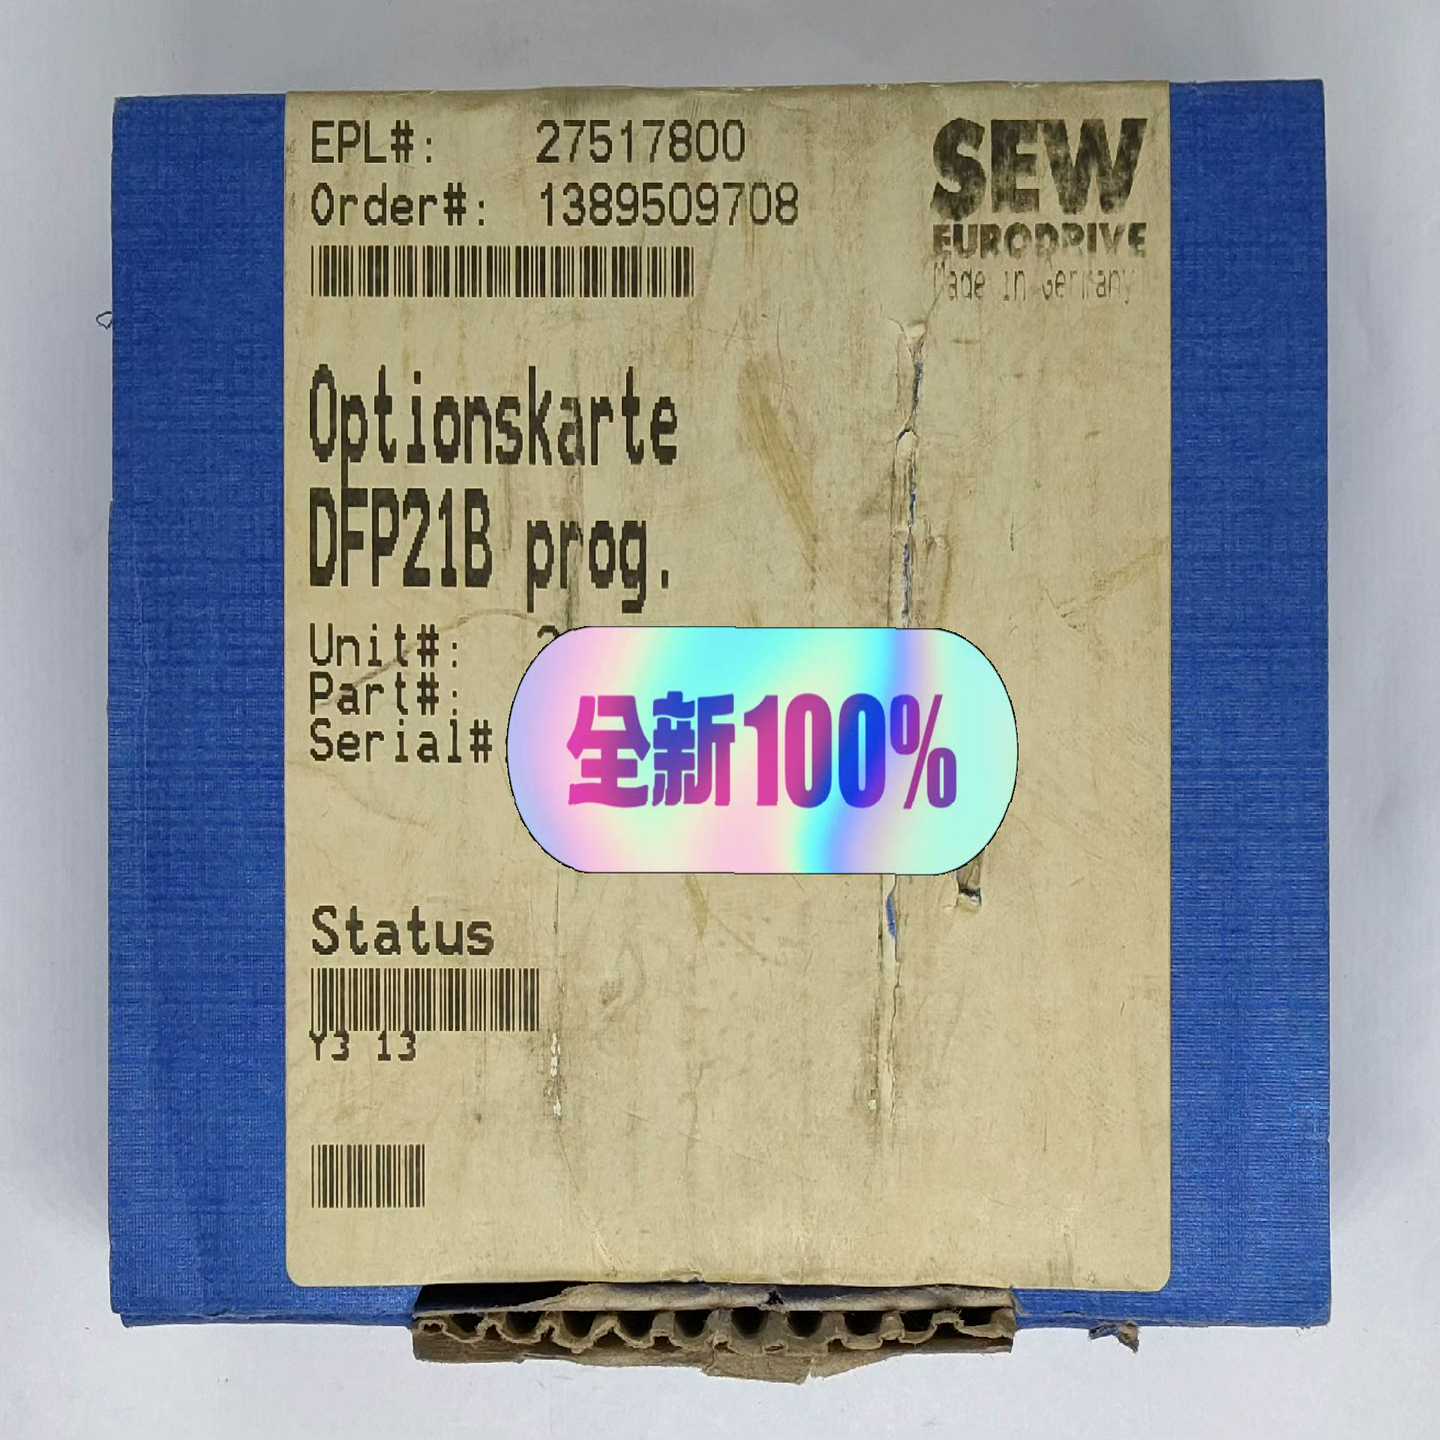 EPL#: 27517800
Order#: 1389509708
SEW
EURODRIVE
Made in Germany
Optionskarte
DFP21B prog.
Unit#:
Part#:
Serial#
全新100%
Status
Y3 13